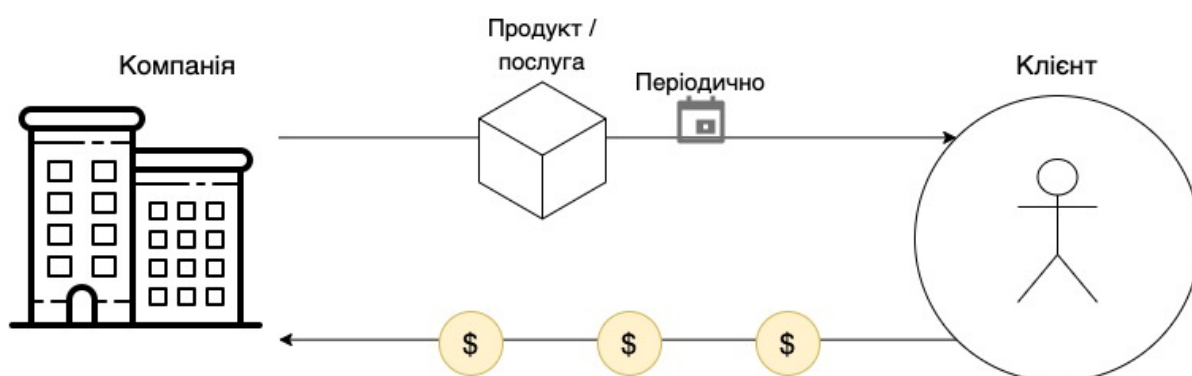 Компанія
Продукт /
послуга
Періодично
Клієнт
$ $ $